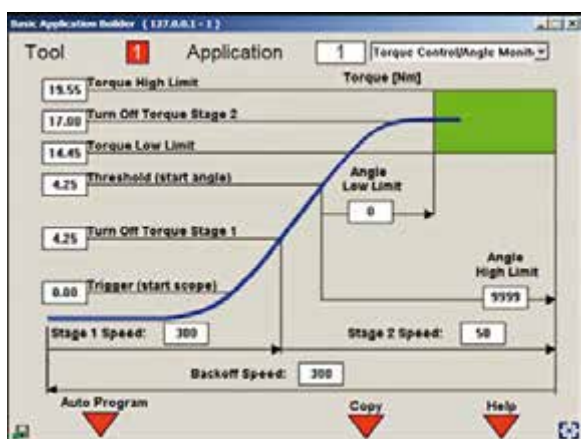 Basic Application Builder ( 127.0.0.1 - 1 )
Tool 1 Application 1 Torque Control/Angle Monit
19.55 Torque High Limit Torque [Nm]
17.00 Turn Off Torque Stage 2
14.45 Torque Low Limit
4.25 Threshold (start angle)
Angle
Low Limit
0
4.25 Turn Off Torque Stage 1
Angle
High Limit
0.00 Trigger (start scope)
9999
Stage 1 Speed: 300 Stage 2 Speed: 50
Backoff Speed: 300
Auto Program Copy Help